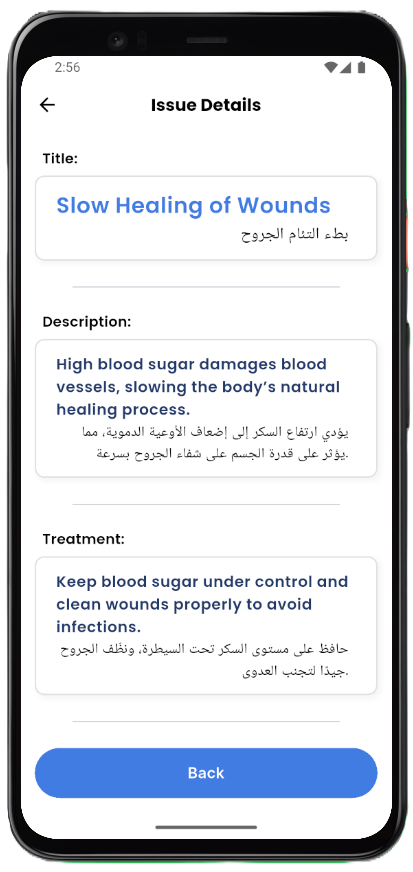 2:56
Issue Details
Title:
Slow Healing of Wounds
بطء التئام الجروح
Description:
High blood sugar damages blood
vessels, slowing the body’s natural
healing process.
يؤدي ارتفاع السكر إلى إضعاف الأوعية الدموية، مما
يؤثر على قدرة الجسم على شفاء الجروح بسرعة.
Treatment:
Keep blood sugar under control and
clean wounds properly to avoid
infections.
حافظ على مستوى السكر تحت السيطرة، ونظّف الجروح
جيدًا لتجنب العدوى.
Back